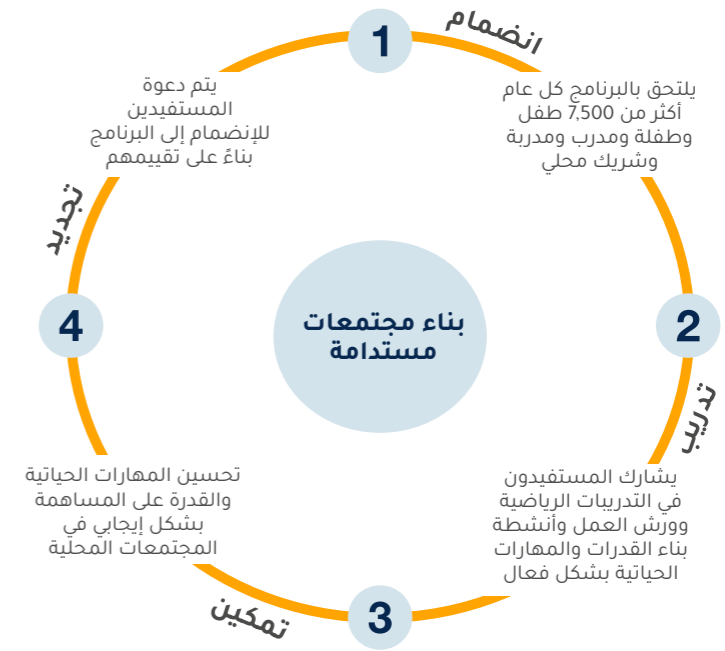 1
انضمام
يلتحق بالبرنامج كل عام
أكثر من 7,500 طفل
وطفلة ومدرب ومدربة
وشريك محلي
2
تدريب
يشارك المستفيدون
في التدريبات الرياضية
وورش العمل وأنشطة
بناء القدرات والمهارات
الحياتية بشكل فعال
3
تمكين
تحسين المهارات الحياتية
والقدرة على المساهمة
بشكل إيجابي في
المجتمعات المحلية
4
تجديد
يتم دعوة
المستفيدين
للإنضمام إلى البرنامج
بناءً على تقييمهم
بناء مجتمعات
مستدامة